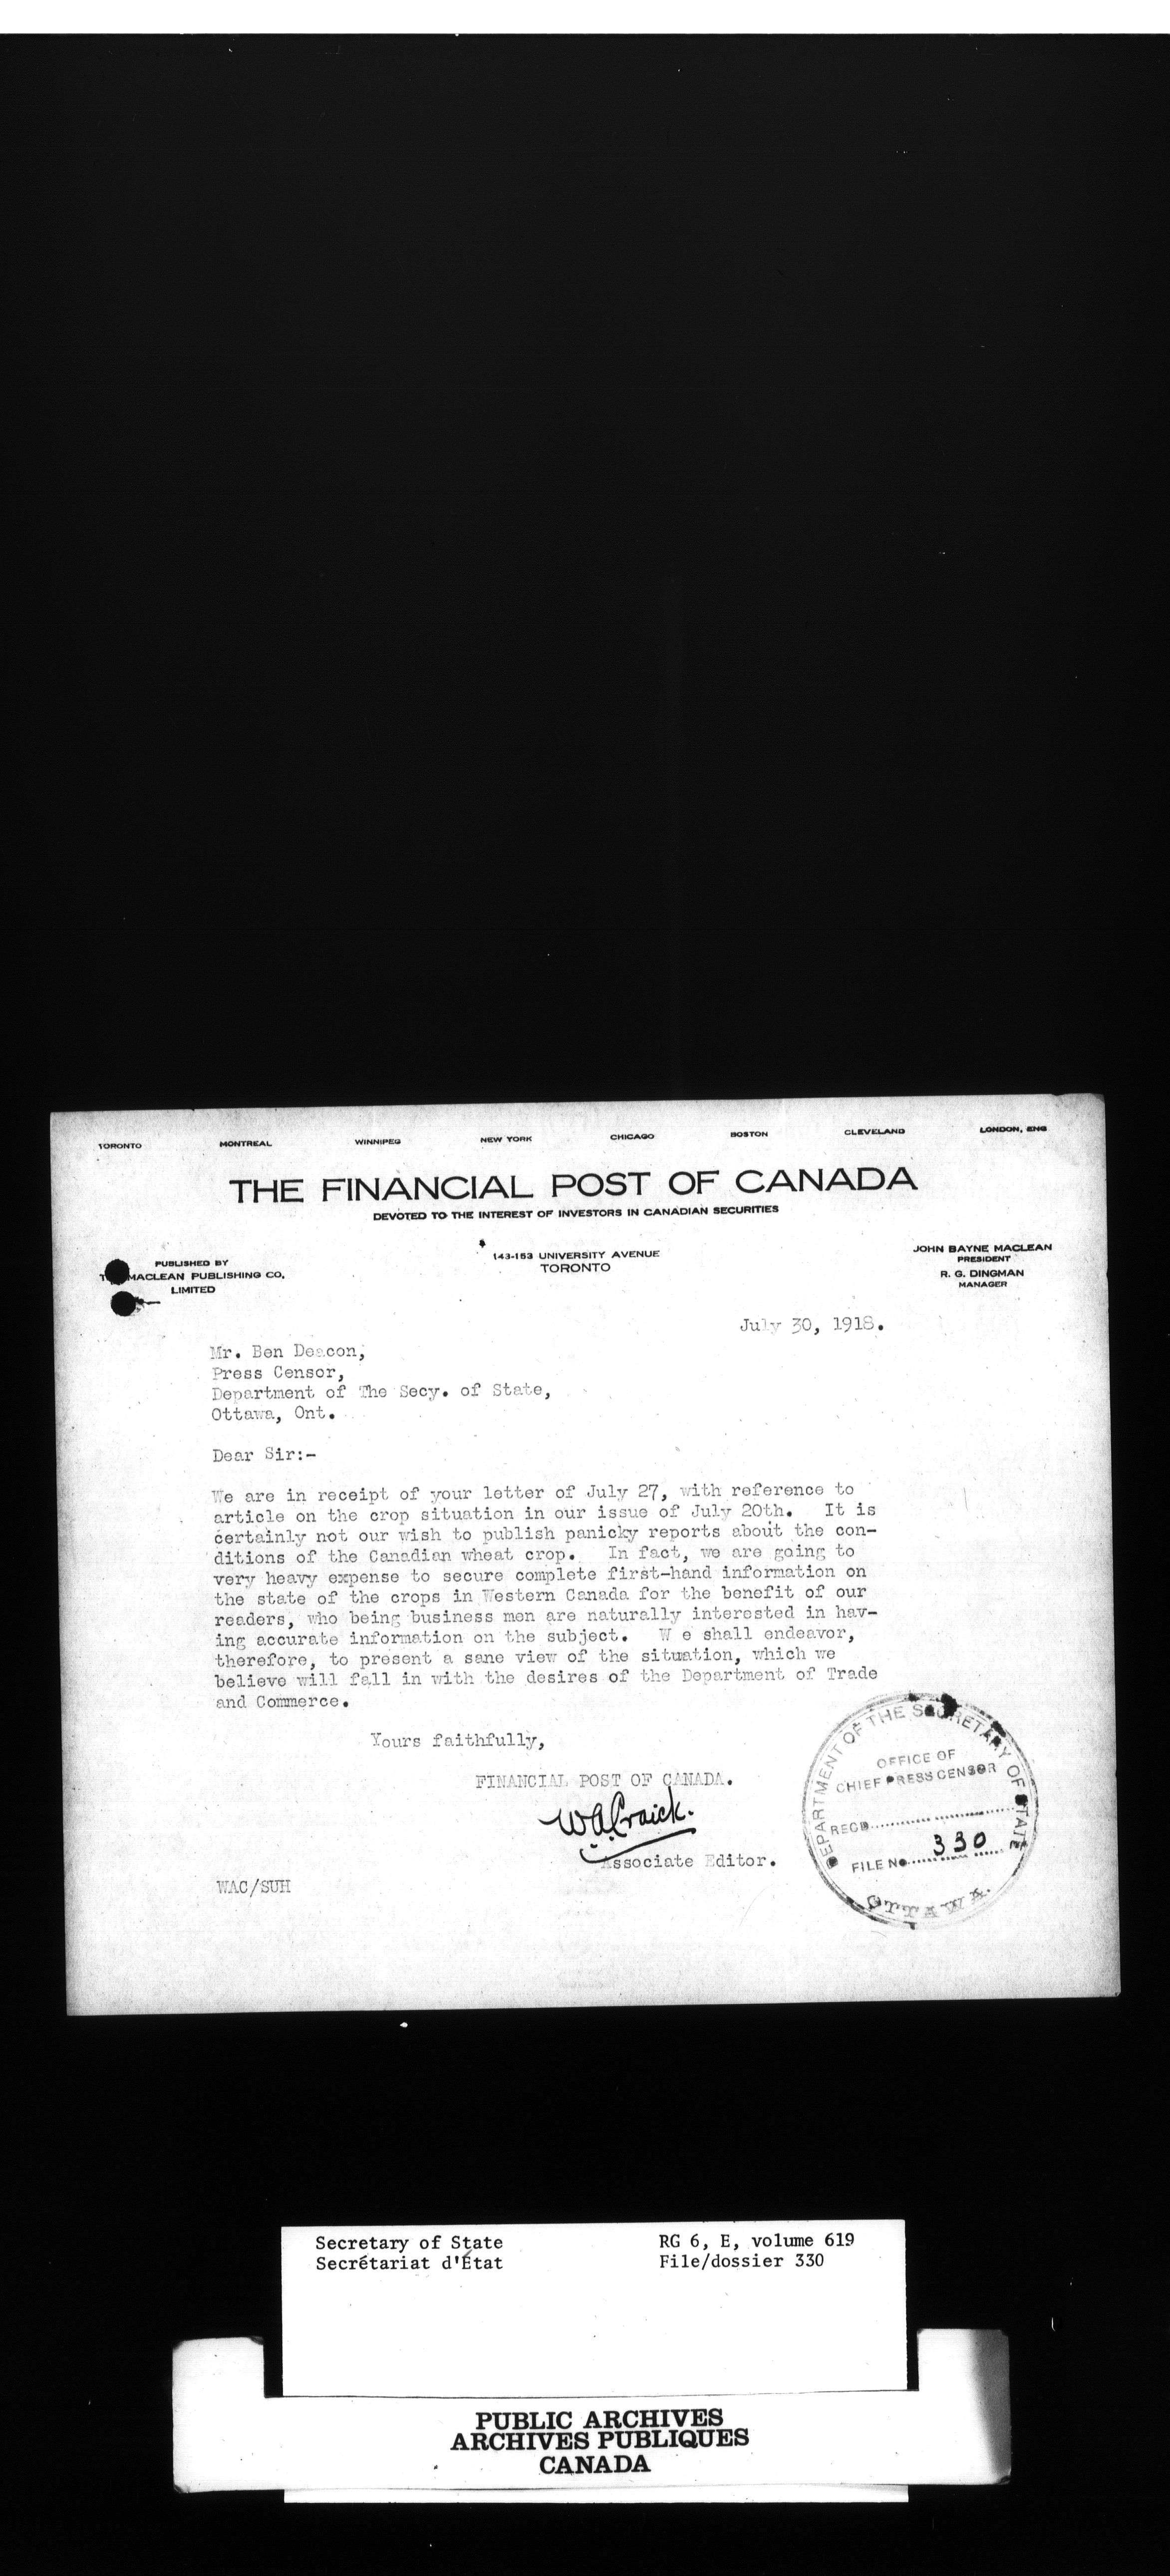 TORONTO MONTREAL WINNIPEG NEW YORK CHICAGO BOSTON CLEVELAND LONDON, ENG
THE FINANCIAL POST OF CANADA
DEVOTED TO THE INTEREST OF INVESTORS IN CANADIAN SECURITIES
PUBLISHED BY
MACLEAN PUBLISHING CO,
LIMITED
143-153 UNIVERSITY AVENUE
TORONTO
JOHN BAYNE MACLEAN
PRESIDENT
R. G. DINGMAN
MANAGER
July 30, 1918.
Mr. Ben Deacon,
Press Censor,
Department of The Secy. of State,
Ottawa, Ont.
Dear Sir:-
We are in receipt of your letter of July 27, with reference to
article on the crop situation in our issue of July 20th. It is
certainly not our wish to publish panicky reports about the con-
ditions of the Canadian wheat crop. In fact, we are going to
very heavy expense to secure complete first-hand information on
the state of the crops in Western Canada for the benefit of our
readers, who being business men are naturally interested in hav-
ing accurate information on the subject. W e shall endeavor,
therefore, to present a sane view of the situation, which we
believe will fall in with the desires of the Department of Trade
and Commerce.
Yours faithfully,
FINANCIAL POST OF CANADA.
W.A.Craick.
Associate Editor.
WAC/SUH
DEPARTMENT OF THE SECRETARY OF STATE
OFFICE OF
CHIEF PRESS CENSOR
RECD.
FILE No. 330
OTTAWA.
Secretary of State
Secrétariat d'État
RG 6, E, volume 619
File/dossier 330
PUBLIC ARCHIVES
ARCHIVES PUBLIQUES
CANADA